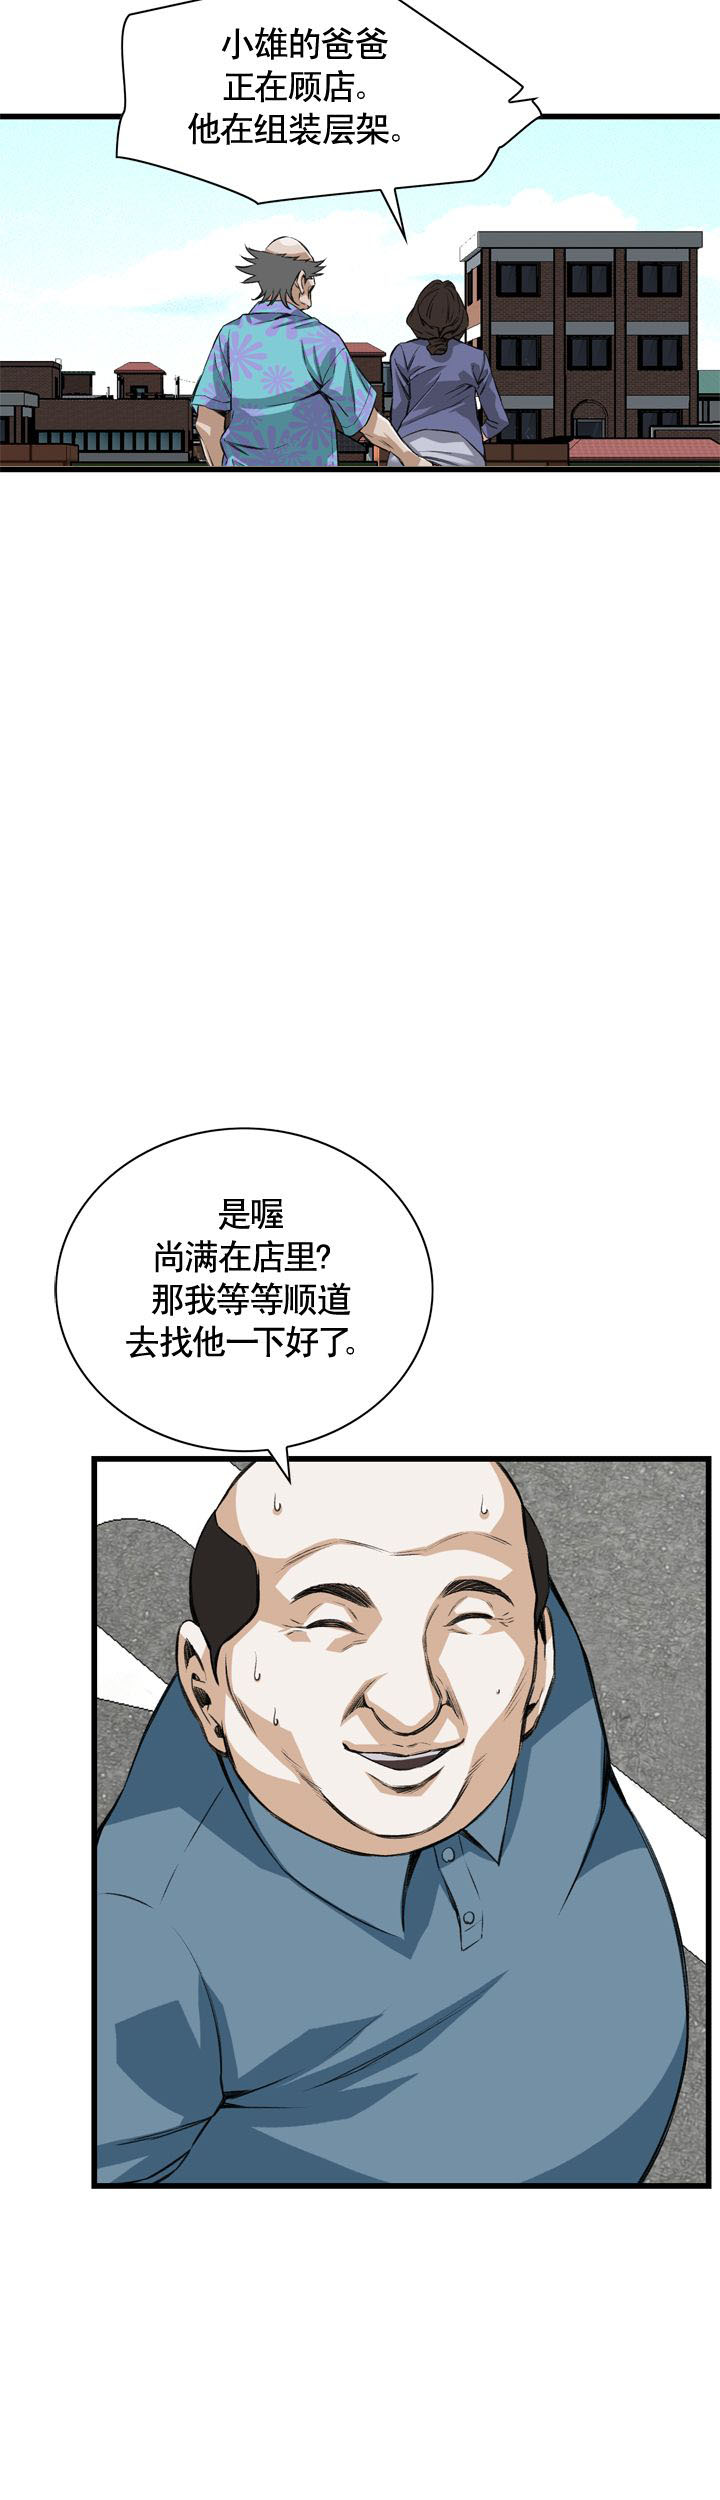 小雄的爸爸
正在顾店。
他在组装层架。
是喔
尚满在店里?
那我等等顺道
去找他一下好了。